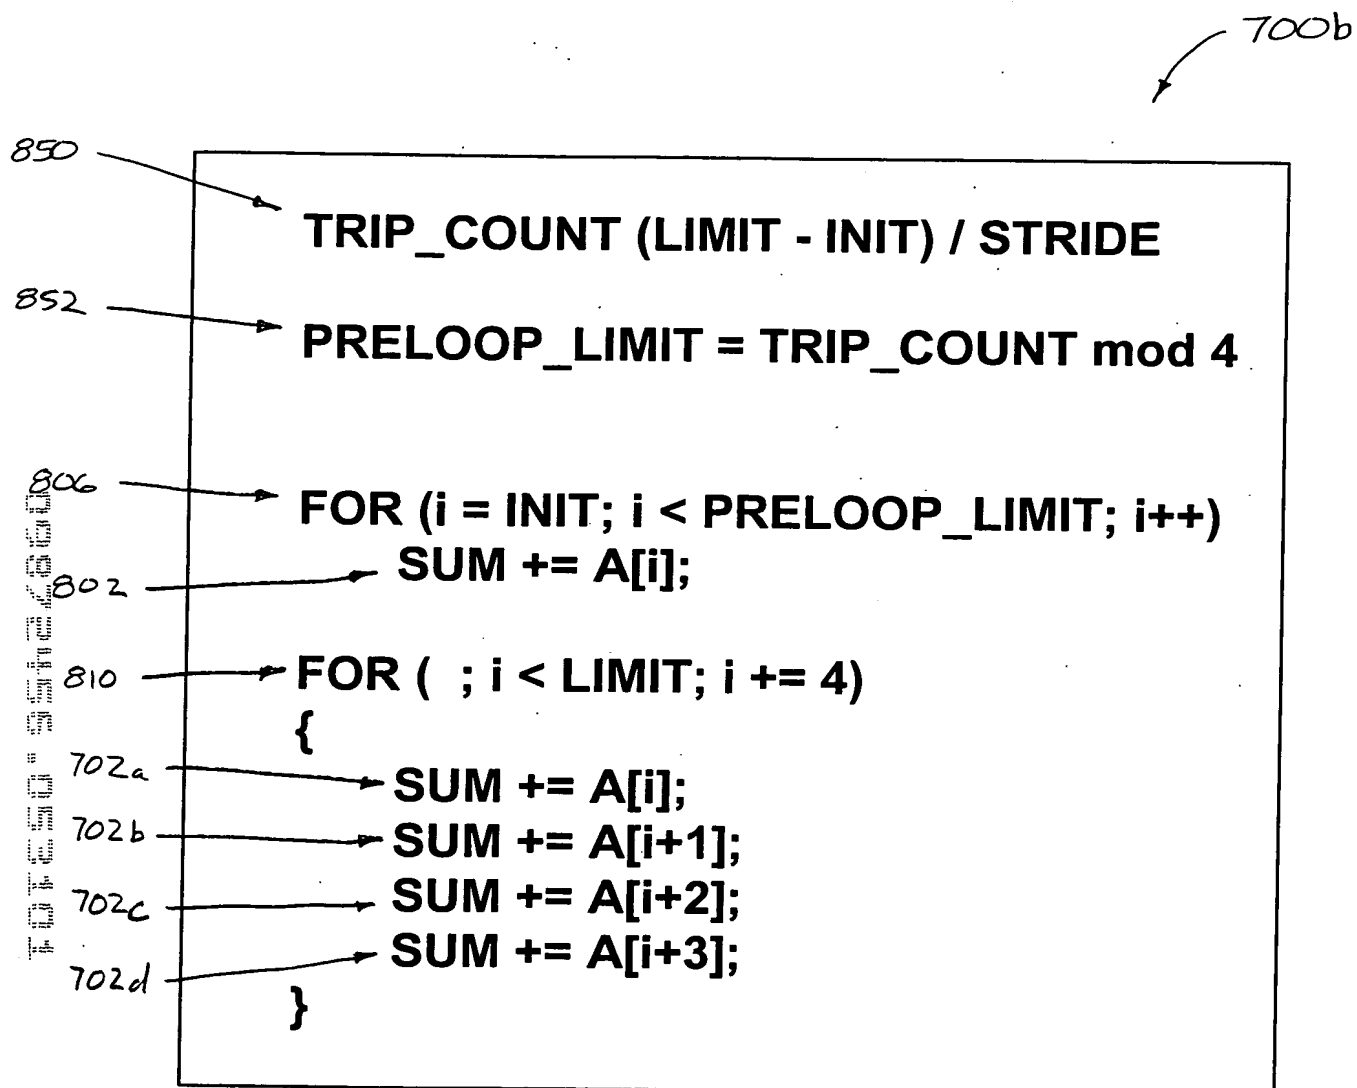 700b
850
TRIP_COUNT (LIMIT - INIT) / STRIDE
852
PRELOOP_LIMIT = TRIP_COUNT mod 4
806
FOR (i = INIT; i < PRELOOP_LIMIT; i++)
802
SUM += A[i];
810
FOR ( ; i < LIMIT; i += 4)
{
702a
SUM += A[i];
702b
SUM += A[i+1];
702c
SUM += A[i+2];
702d
SUM += A[i+3];
}